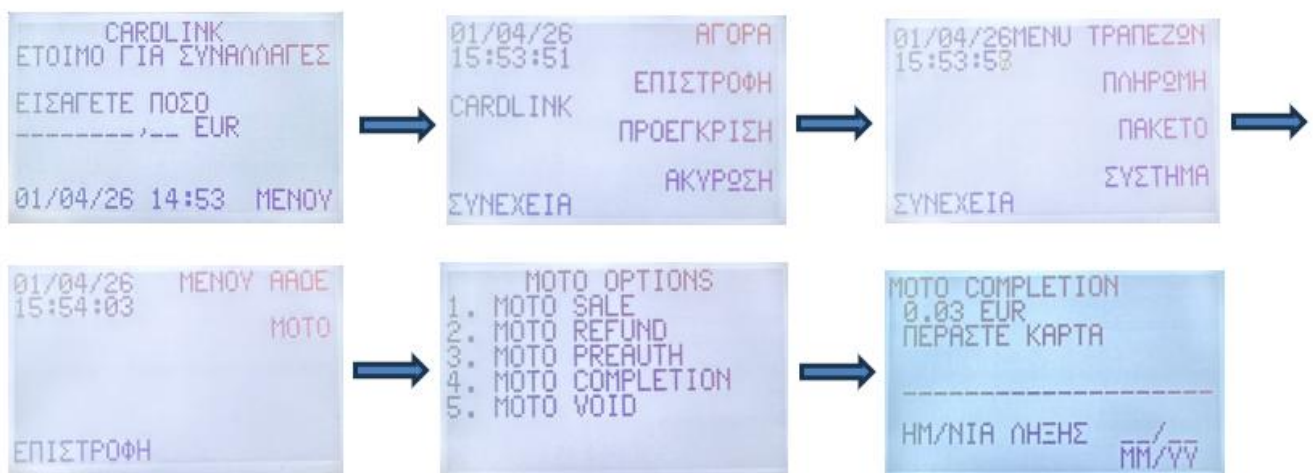 CARDLINK
ΕΤΟΙΜΟ ΓΙΑ ΣΥΝΑΛΛΑΓΕΣ
ΕΙΣΑΓΕΤΕ ΠΟΣΟ
________,__ EUR
01/04/26 14:53 ΜΕΝΟΥ
01/04/26 ΑΓΟΡΑ
15:53:51
ΕΠΙΣΤΡΟΦΗ
CARDLINK
ΠΡΟΕΓΚΡΙΣΗ
ΑΚΥΡΩΣΗ
ΣΥΝΕΧΕΙΑ
01/04/26MENU ΤΡΑΠΕΖΩΝ
15:53:58
ΠΛΗΡΩΜΗ
ΠΑΚΕΤΟ
ΣΥΣΤΗΜΑ
ΣΥΝΕΧΕΙΑ
01/04/26 ΜΕΝΟΥ ΑΑΔΕ
15:54:03
MOTO
ΕΠΙΣΤΡΟΦΗ
MOTO OPTIONS
1. MOTO SALE
2. MOTO REFUND
3. MOTO PREAUTH
4. MOTO COMPLETION
5. MOTO VOID
MOTO COMPLETION
0.03 EUR
ΠΕΡΑΣΤΕ ΚΑΡΤΑ
___________________
ΗΜ/ΝΙΑ ΛΗΞΗΣ __/__
MM/YY